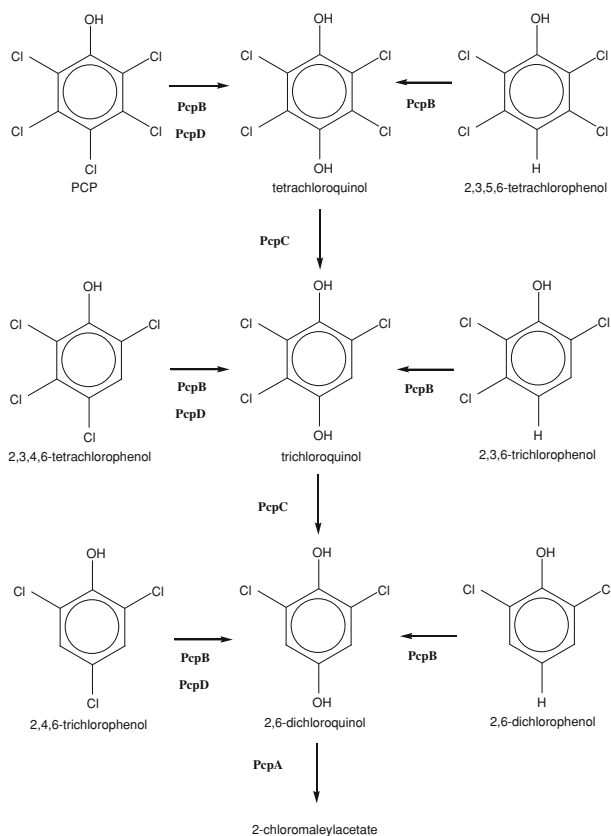 OH
OH
OH
Cl
Cl
Cl
Cl
Cl
Cl
PcpB
PcpB
Cl
Cl
Cl
Cl
Cl
Cl
PcpD
Cl
OH
H
PCP
tetrachloroquinol
2,3,5,6-tetrachlorophenol
PcpC
OH
OH
OH
Cl
Cl
Cl
Cl
Cl
Cl
PcpB
PcpB
Cl
Cl
Cl
PcpD
Cl
OH
H
2,3,4,6-tetrachlorophenol
trichloroquinol
2,3,6-trichlorophenol
PcpC
OH
OH
OH
Cl
Cl
Cl
Cl
Cl
Cl
PcpB
PcpB
PcpD
Cl
OH
H
2,4,6-trichlorophenol
2,6-dichloroquinol
2,6-dichlorophenol
PcpA
2-chloromaleylacetate